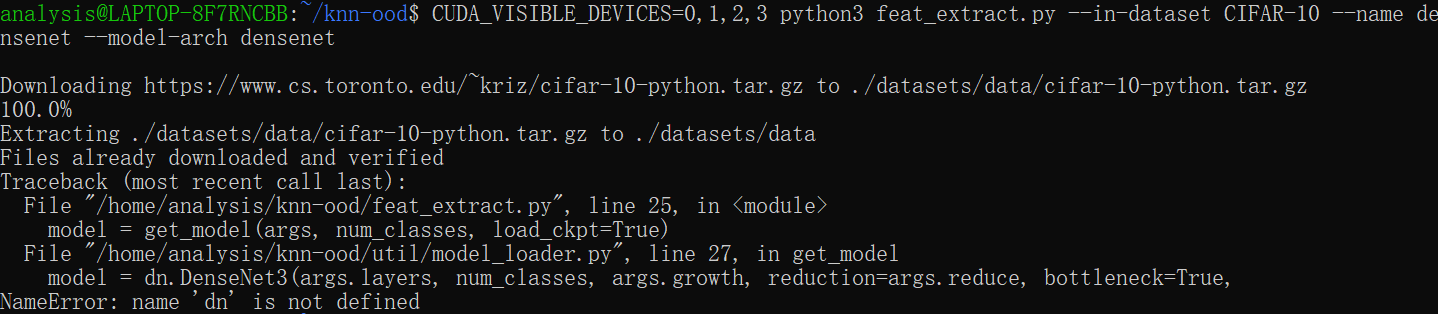 analysis@LAPTOP-8F7RNCBB:~/knn-ood$ CUDA_VISIBLE_DEVICES=0,1,2,3 python3 feat_extract.py --in-dataset CIFAR-10 --name de
nsenet --model-arch densenet
Downloading https://www.cs.toronto.edu/~kriz/cifar-10-python.tar.gz to ./datasets/data/cifar-10-python.tar.gz
100.0%
Extracting ./datasets/data/cifar-10-python.tar.gz to ./datasets/data
Files already downloaded and verified
Traceback (most recent call last):
  File "/home/analysis/knn-ood/feat_extract.py", line 25, in <module>
    model = get_model(args, num_classes, load_ckpt=True)
  File "/home/analysis/knn-ood/util/model_loader.py", line 27, in get_model
    model = dn.DenseNet3(args.layers, num_classes, args.growth, reduction=args.reduce, bottleneck=True,
NameError: name 'dn' is not defined